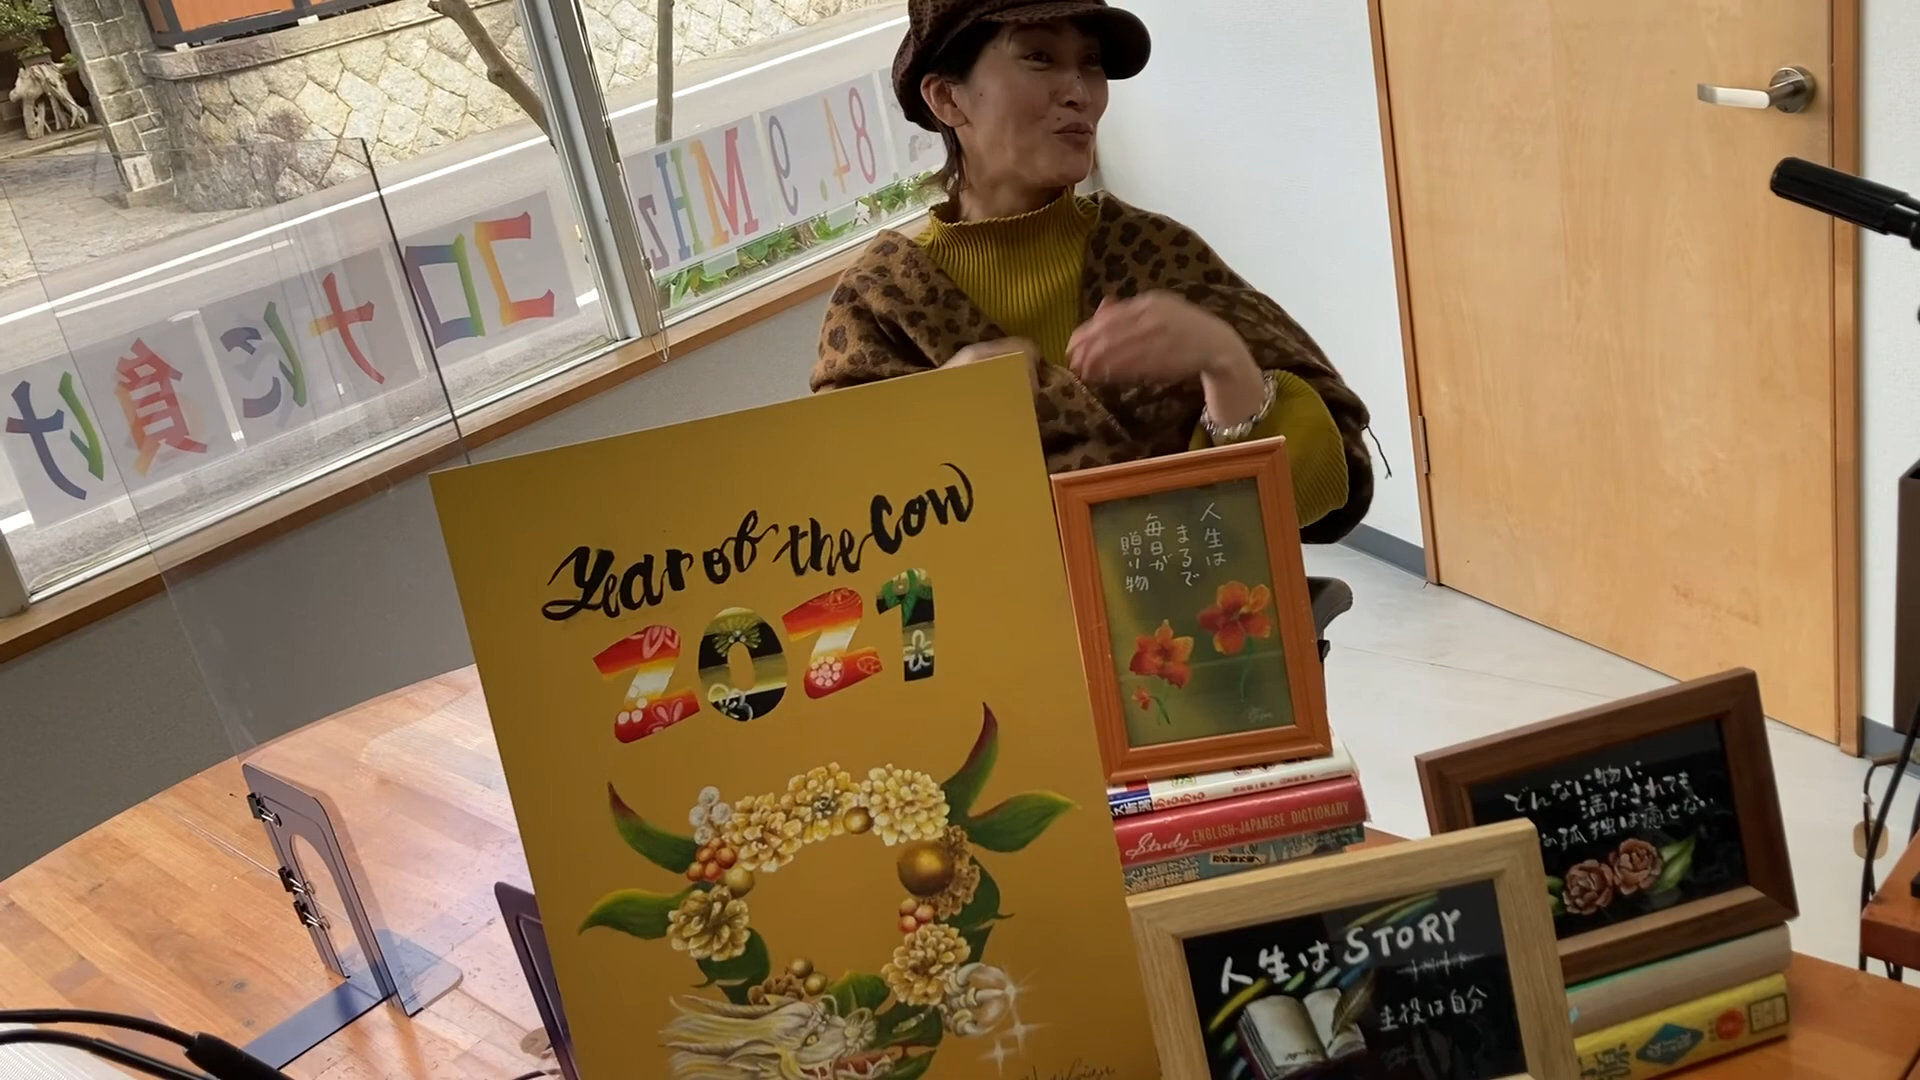 84.9MHz
コロナに負け
Year of the Cow
2021
人生は
まるで
毎日が
贈り物
どんなに物に
満たされても
孤独は癒せない
Study ENGLISH-JAPANESE DICTIONARY
人生はSTORY
主役は自分